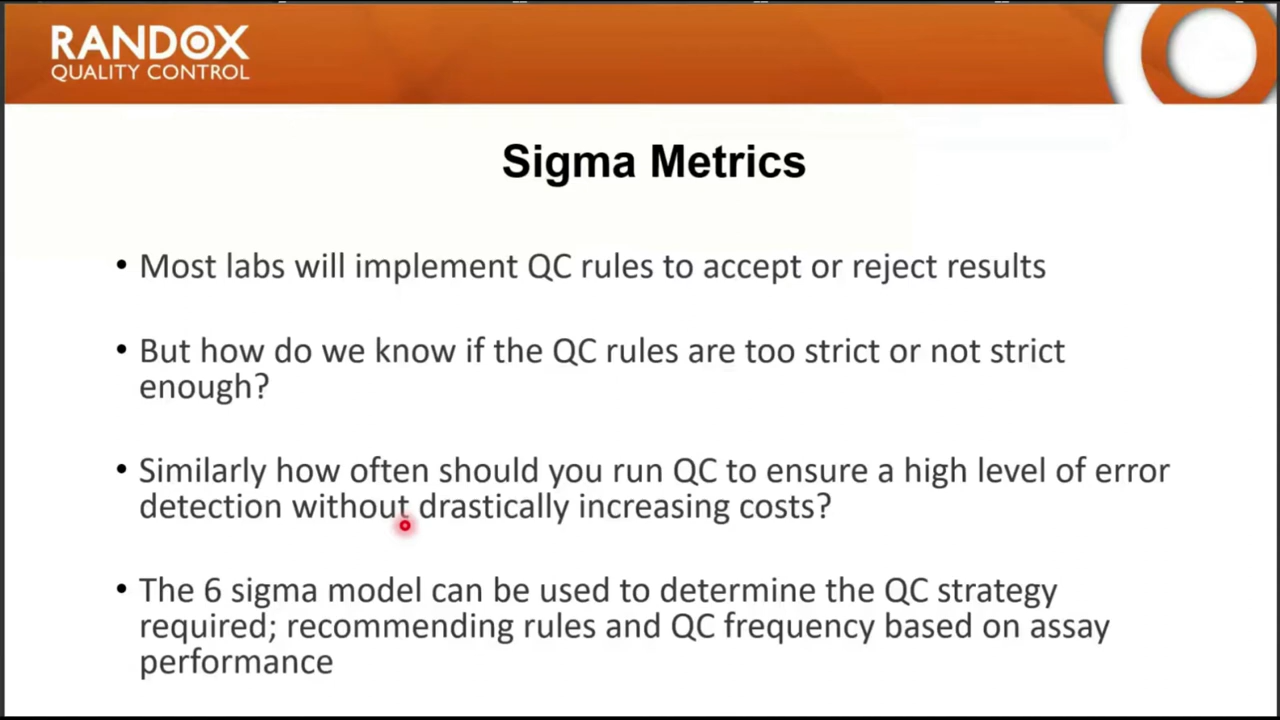 RANDOX
QUALITY CONTROL
Sigma Metrics
• Most labs will implement QC rules to accept or reject results
• But how do we know if the QC rules are too strict or not strict
enough?
• Similarly how often should you run QC to ensure a high level of error
detection without drastically increasing costs?
• The 6 sigma model can be used to determine the QC strategy
required; recommending rules and QC frequency based on assay
performance